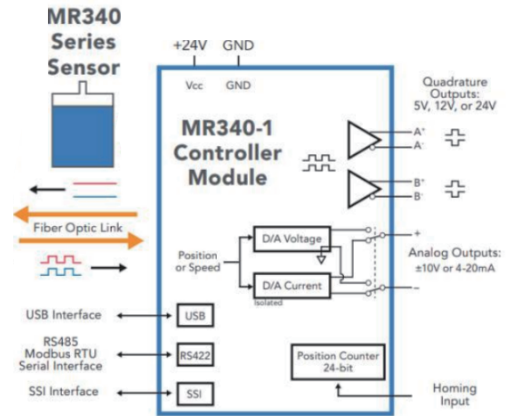 MR340
Series
Sensor
+24V GND
Vcc GND
MR340-1
Controller
Module
Quadrature
Outputs:
5V, 12V, or 24V
A+
A-
B+
B-
Fiber Optic Link
Position
or Speed
D/A Voltage
D/A Current
Isolated
+
Analog Outputs:
±10V or 4-20mA
–
USB Interface
USB
RS485
Modbus RTU
Serial Interface
RS422
SSI Interface
SSI
Position Counter
24-bit
Homing
Input